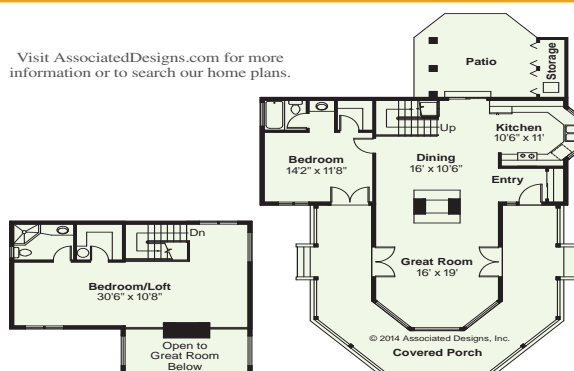 Visit AssociatedDesigns.com for more
information or to search our home plans.
Patio
Storage
Up
Kitchen
10'6" x 11'
Bedroom
14'2" x 11'8"
Dining
16' x 10'6"
Entry
Great Room
16' x 19'
© 2014 Associated Designs, Inc.
Covered Porch
Dn
Bedroom/Loft
30'6" x 10'8"
Open to
Great Room
Below